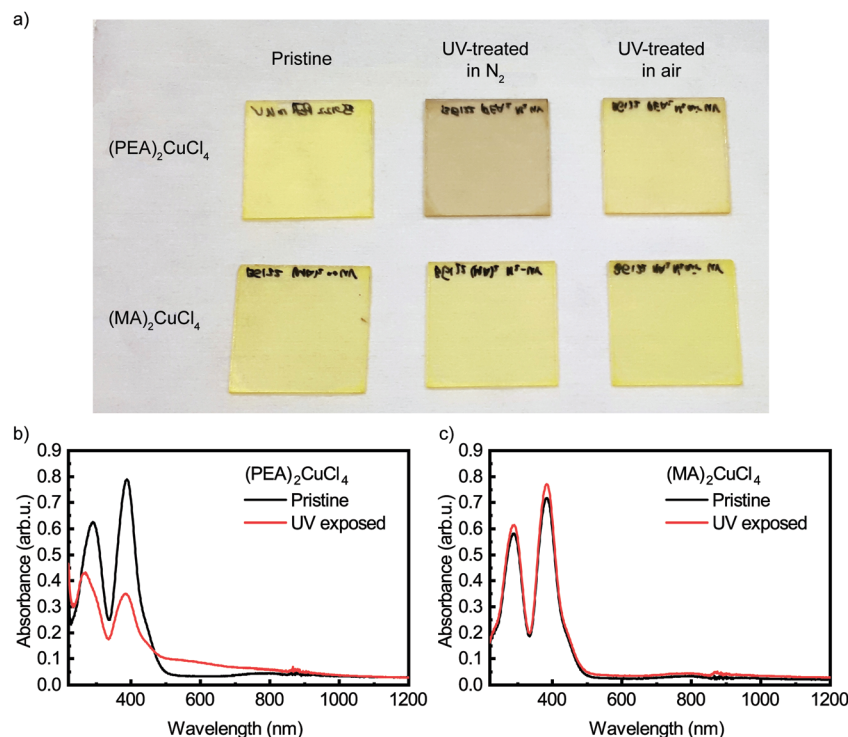 a)
Pristine
UV-treated
in N₂
UV-treated
in air
(PEA)₂CuCl₄
(MA)₂CuCl₄
b)
0.9
0.8
0.7
0.6
0.5
0.4
0.3
0.2
0.1
0.0
Absorbance (arb.u.)
(PEA)₂CuCl₄
Pristine
UV exposed
400 600 800 1000 1200
Wavelength (nm)
c)
0.9
0.8
0.7
0.6
0.5
0.4
0.3
0.2
0.1
0.0
Absorbance (arb.u.)
(MA)₂CuCl₄
Pristine
UV exposed
400 600 800 1000 1200
Wavelength (nm)